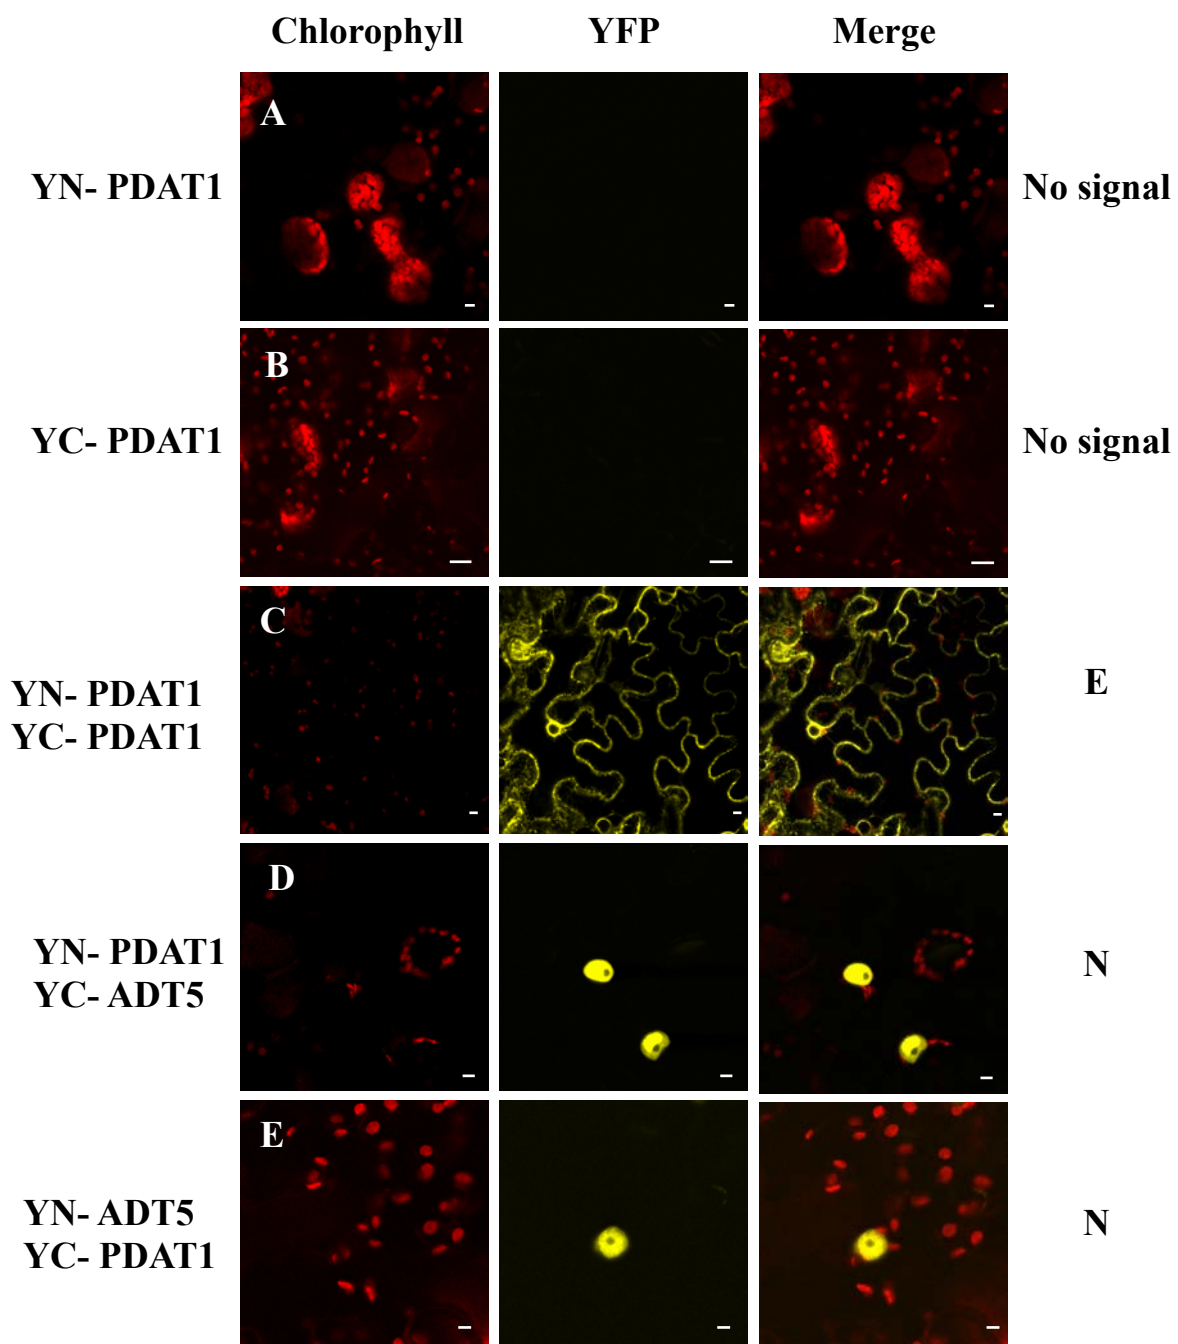 Chlorophyll YFP Merge
A
YN- PDAT1 No signal
B
YC- PDAT1 No signal
C
YN- PDAT1
YC- PDAT1
E
D
YN- PDAT1
YC- ADT5
N
E
YN- ADT5
YC- PDAT1
N